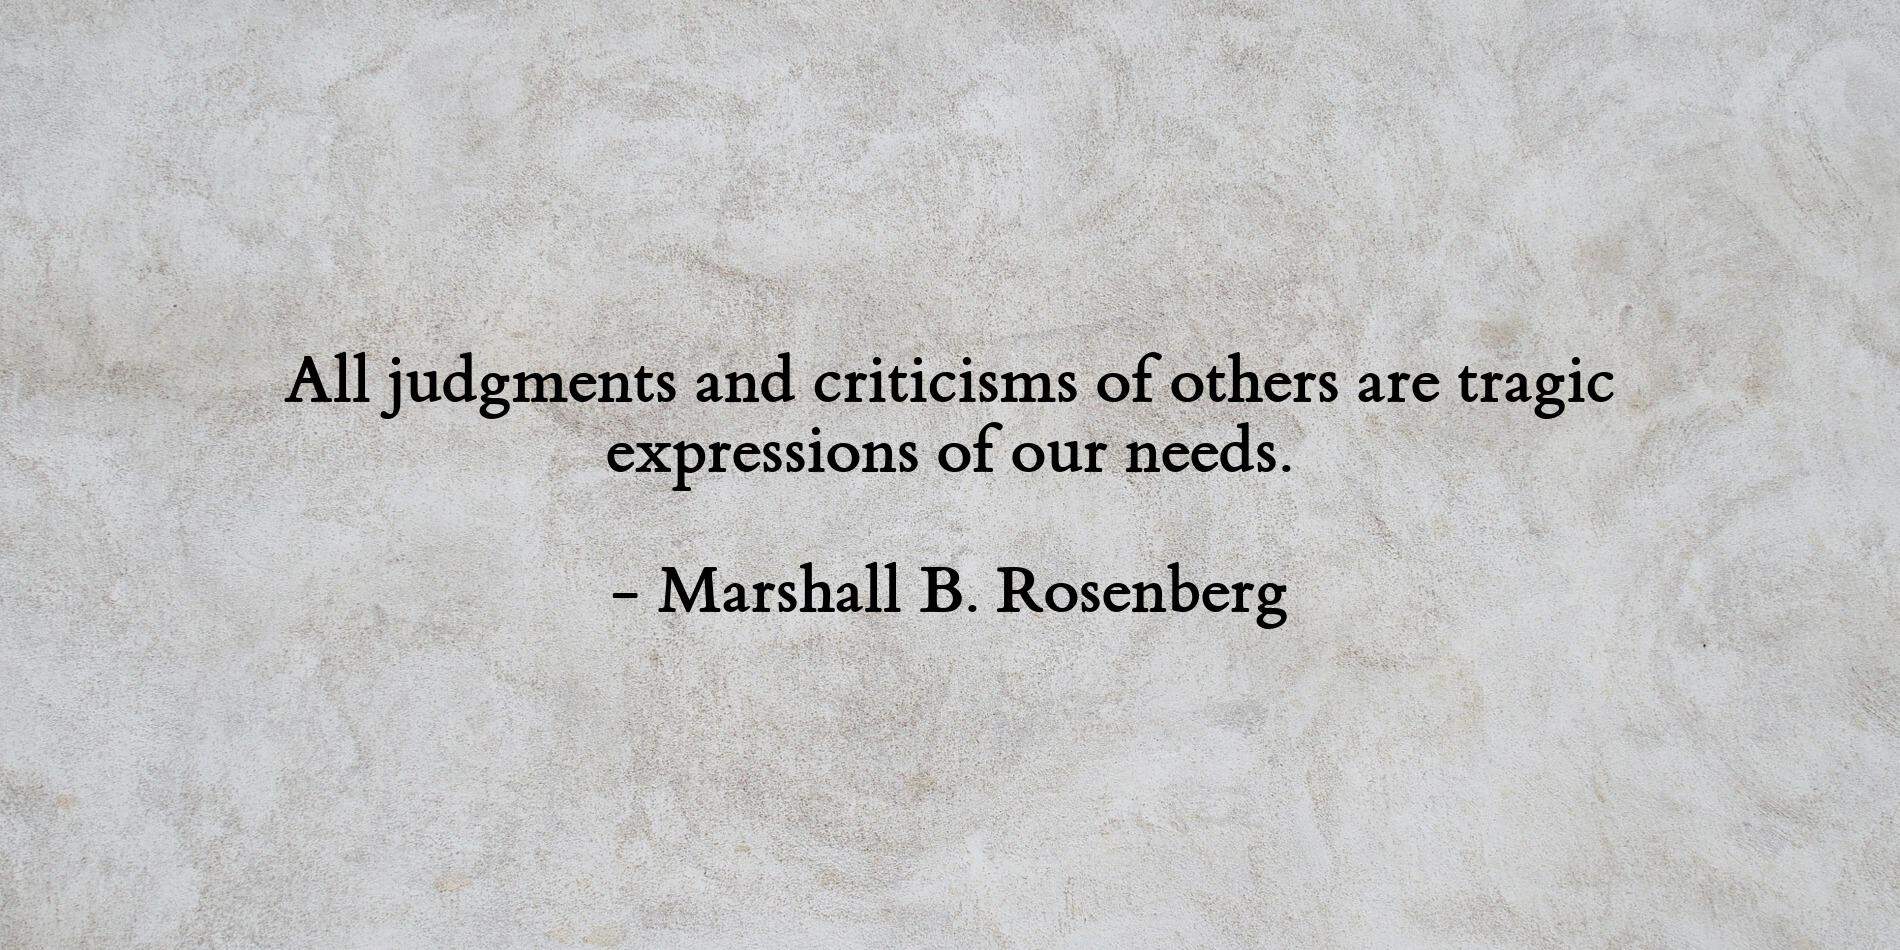 All judgments and criticisms of others are tragic
expressions of our needs.
– Marshall B. Rosenberg